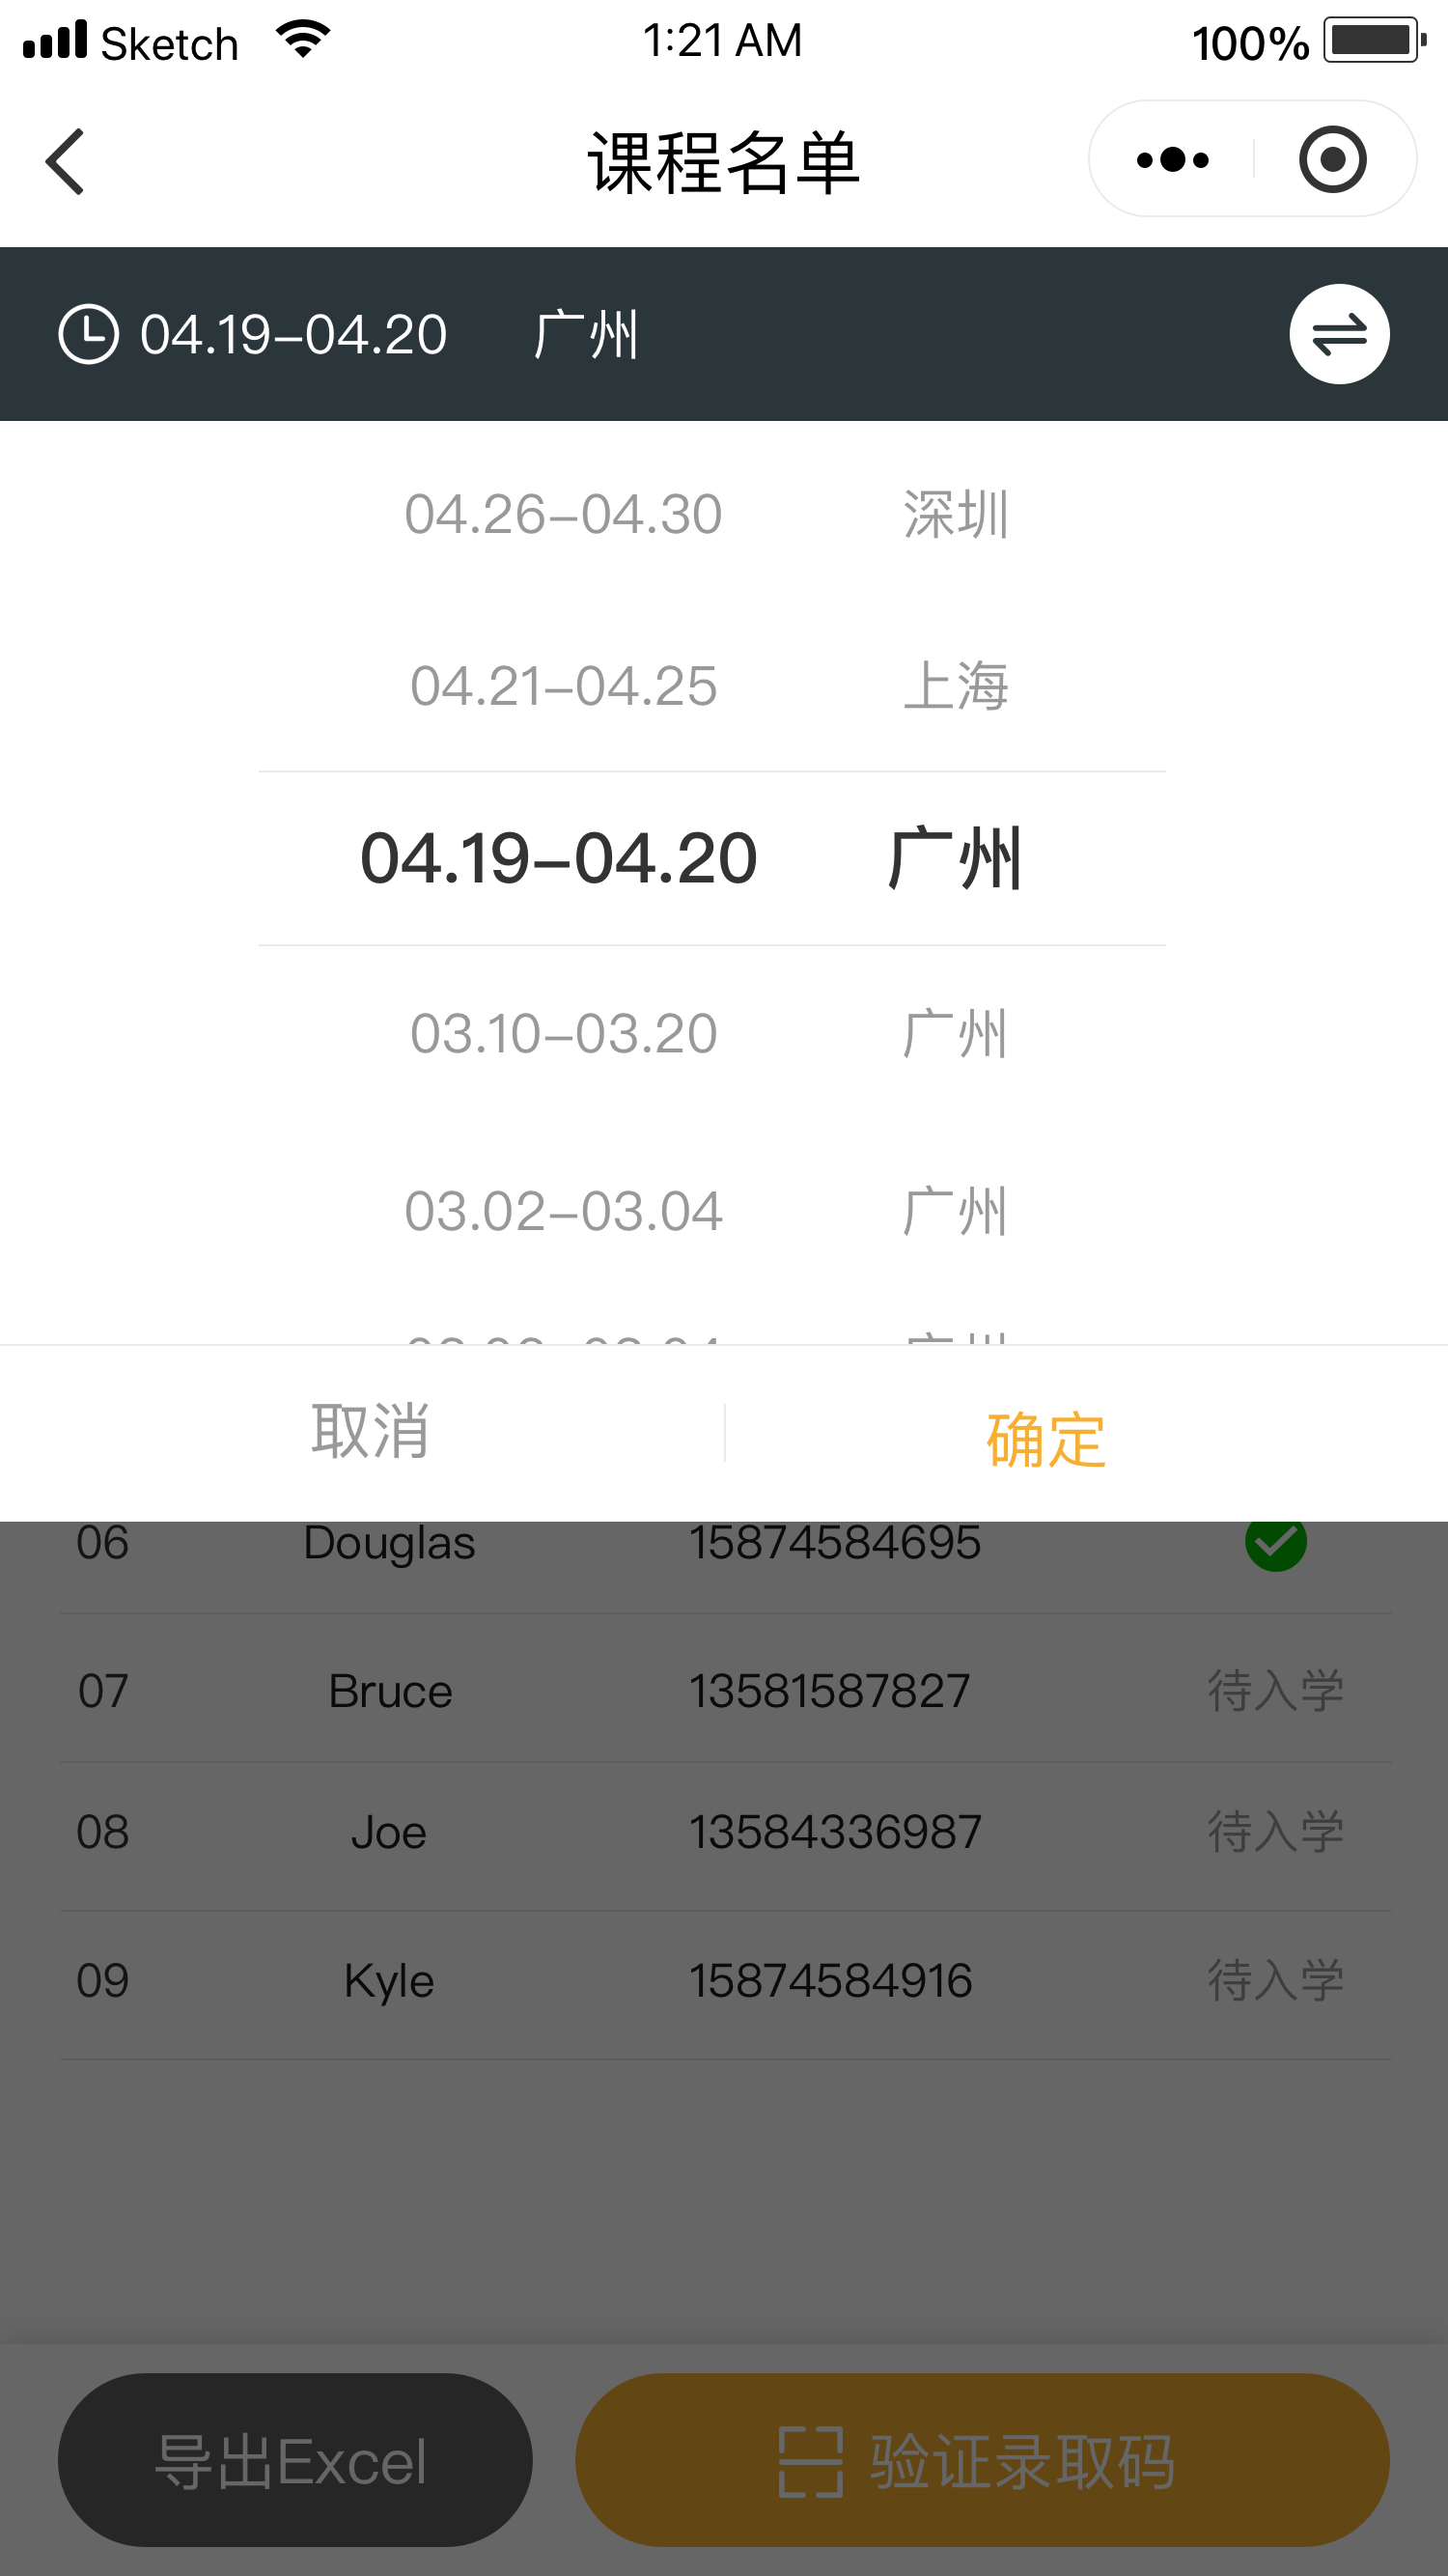 Sketch 1:21 AM 100%
课程名单
04.19-04.20 广州
04.26-04.30 深圳
04.21-04.25 上海
04.19-04.20 广州
03.10-03.20 广州
03.02-03.04 广州
取消 确定
06 Douglas 15874584695
07 Bruce 13581587827 待入学
08 Joe 13584336987 待入学
09 Kyle 15874584916 待入学
导出Excel 验证录取码